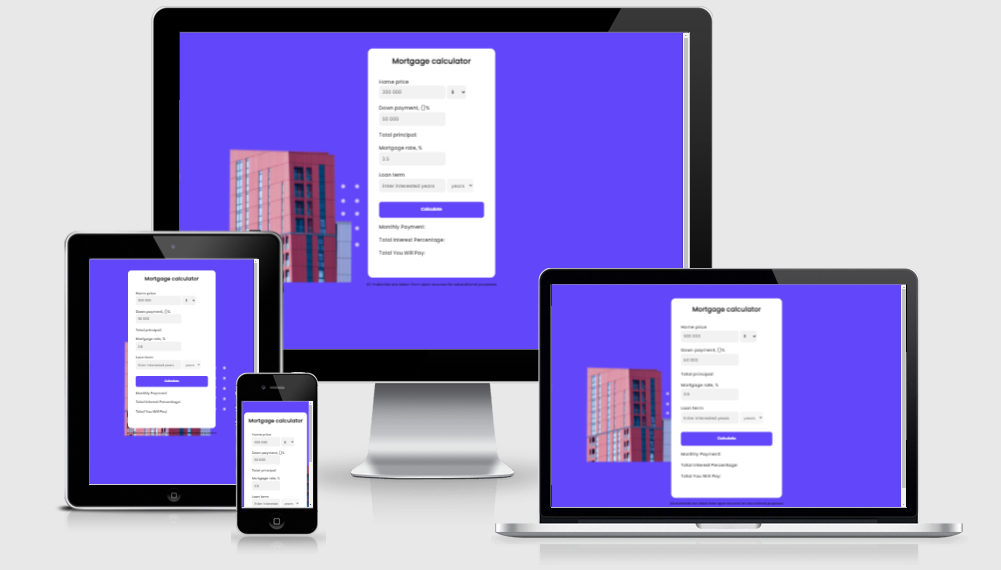 Mortgage calculator
Home price
300 000 $
Down payment, %
50 000
Total principal:
Mortgage rate, %
3.5
Loan term
Enter interested years years
Calculate
Monthly Payment:
Total Interest Percentage:
Total You Will Pay:
Mortgage calculator
Home price
300 000 $
Down payment, %
50 000
Total principal:
Mortgage rate, %
3.5
Loan term
Enter interested years years
Calculate
Monthly Payment:
Total Interest Percentage:
Total You Will Pay:
Mortgage calculator
Home price
300 000 $
Down payment, %
50 000
Total principal:
Mortgage rate, %
3.5
Loan term
Enter interested years
Mortgage calculator
Home price
300 000 $
Down payment, %
50 000
Total principal:
Mortgage rate, %
3.5
Loan term
Enter interested years years
Calculate
Monthly Payment:
Total Interest Percentage:
Total You Will Pay: